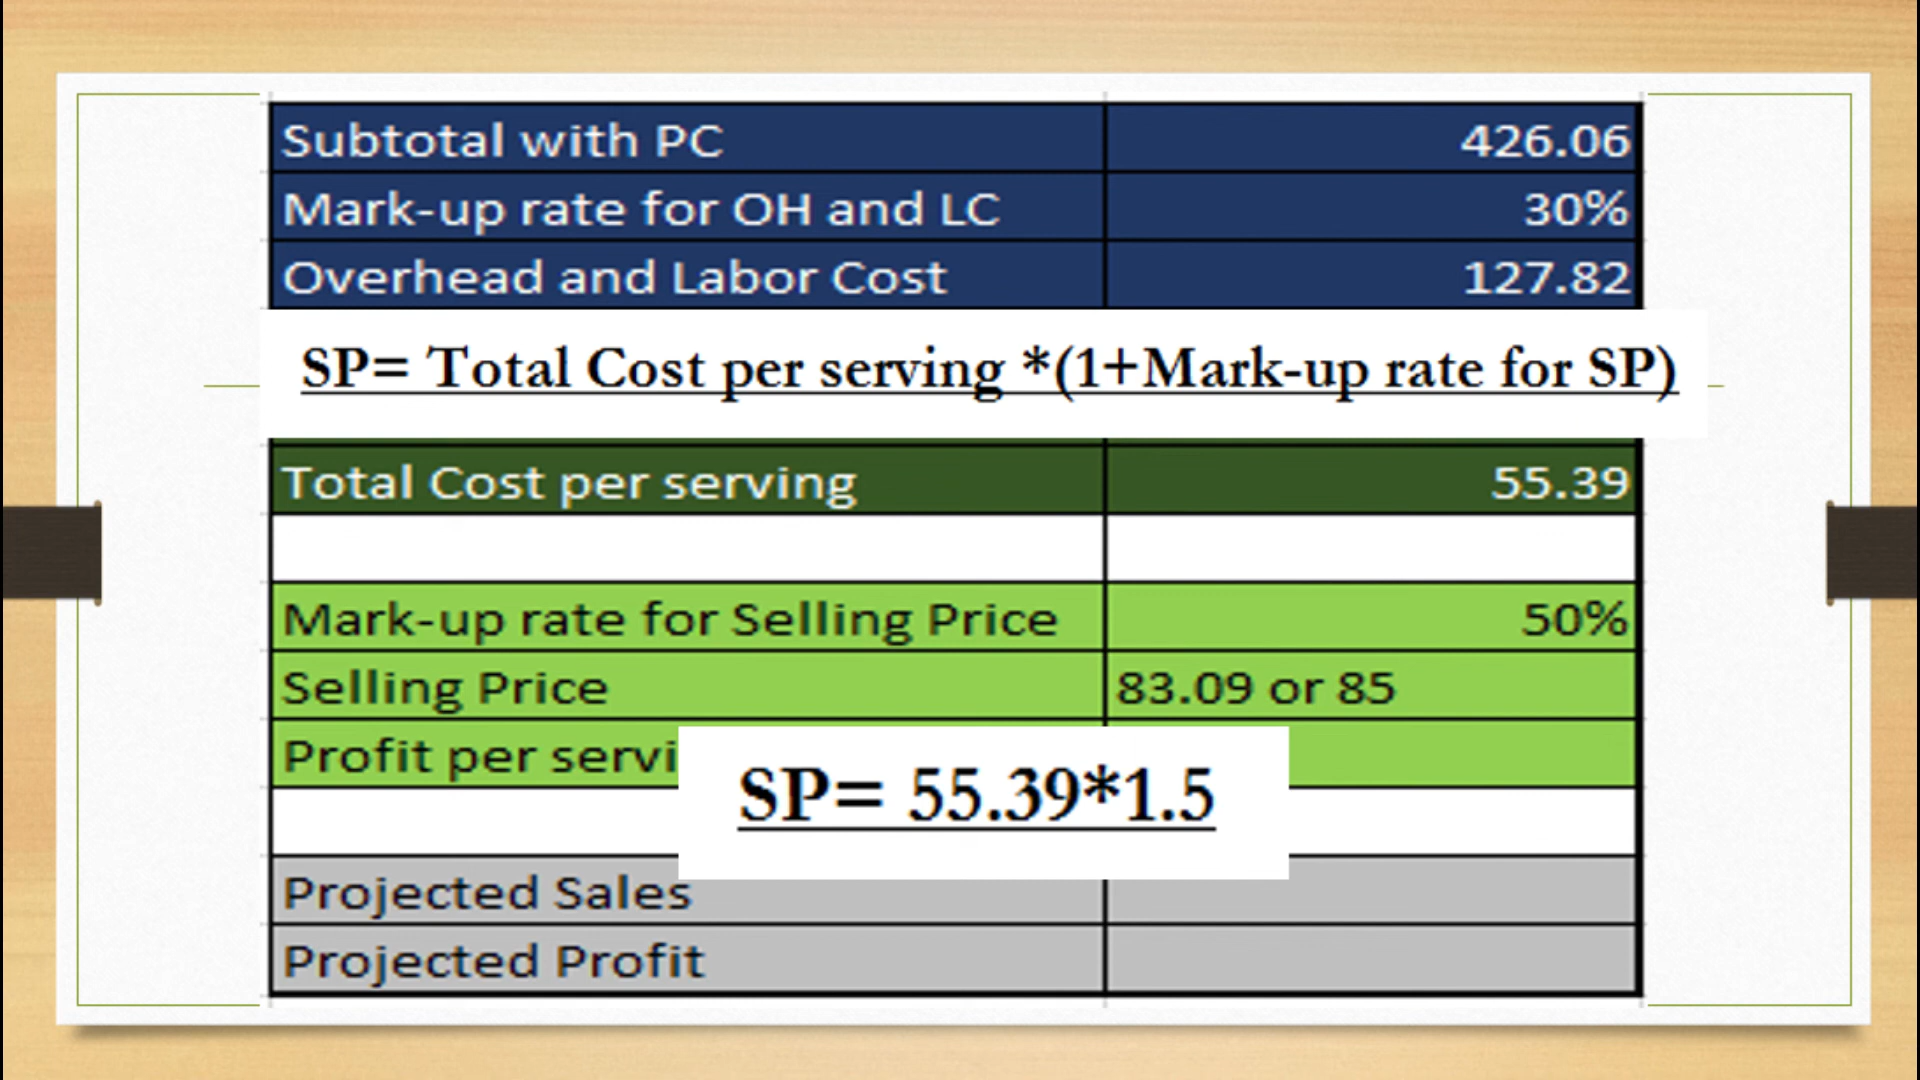 Subtotal with PC 426.06
Mark-up rate for OH and LC 30%
Overhead and Labor Cost 127.82
SP= Total Cost per serving *(1+Mark-up rate for SP)
Total Cost per serving 55.39
Mark-up rate for Selling Price 50%
Selling Price 83.09 or 85
Profit per servi
SP= 55.39*1.5
Projected Sales
Projected Profit